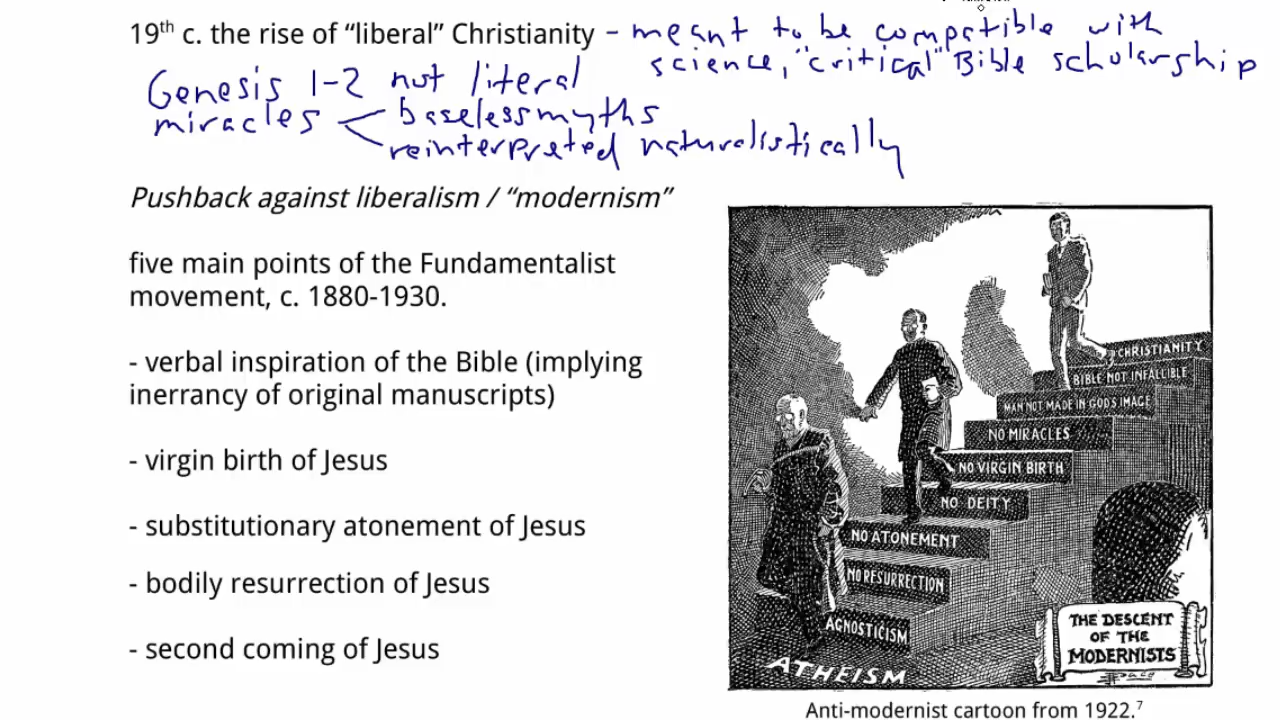 19th c. the rise of “liberal” Christianity – meant to be compatible with
science, "critical" Bible scholarship
Genesis 1-2 not literal
miracles < baseless myths
reinterpreted naturalistically
Pushback against liberalism / “modernism”
five main points of the Fundamentalist
movement, c. 1880-1930.
- verbal inspiration of the Bible (implying
inerrancy of original manuscripts)
- virgin birth of Jesus
- substitutionary atonement of Jesus
- bodily resurrection of Jesus
- second coming of Jesus
CHRISTIANITY
BIBLE NOT INFALLIBLE
MAN NOT MADE IN GOD'S IMAGE
NO MIRACLES
NO VIRGIN BIRTH
NO DEITY
NO ATONEMENT
NO RESURRECTION
AGNOSTICISM
ATHEISM
THE DESCENT
OF THE
MODERNISTS
Anti-modernist cartoon from 1922.7